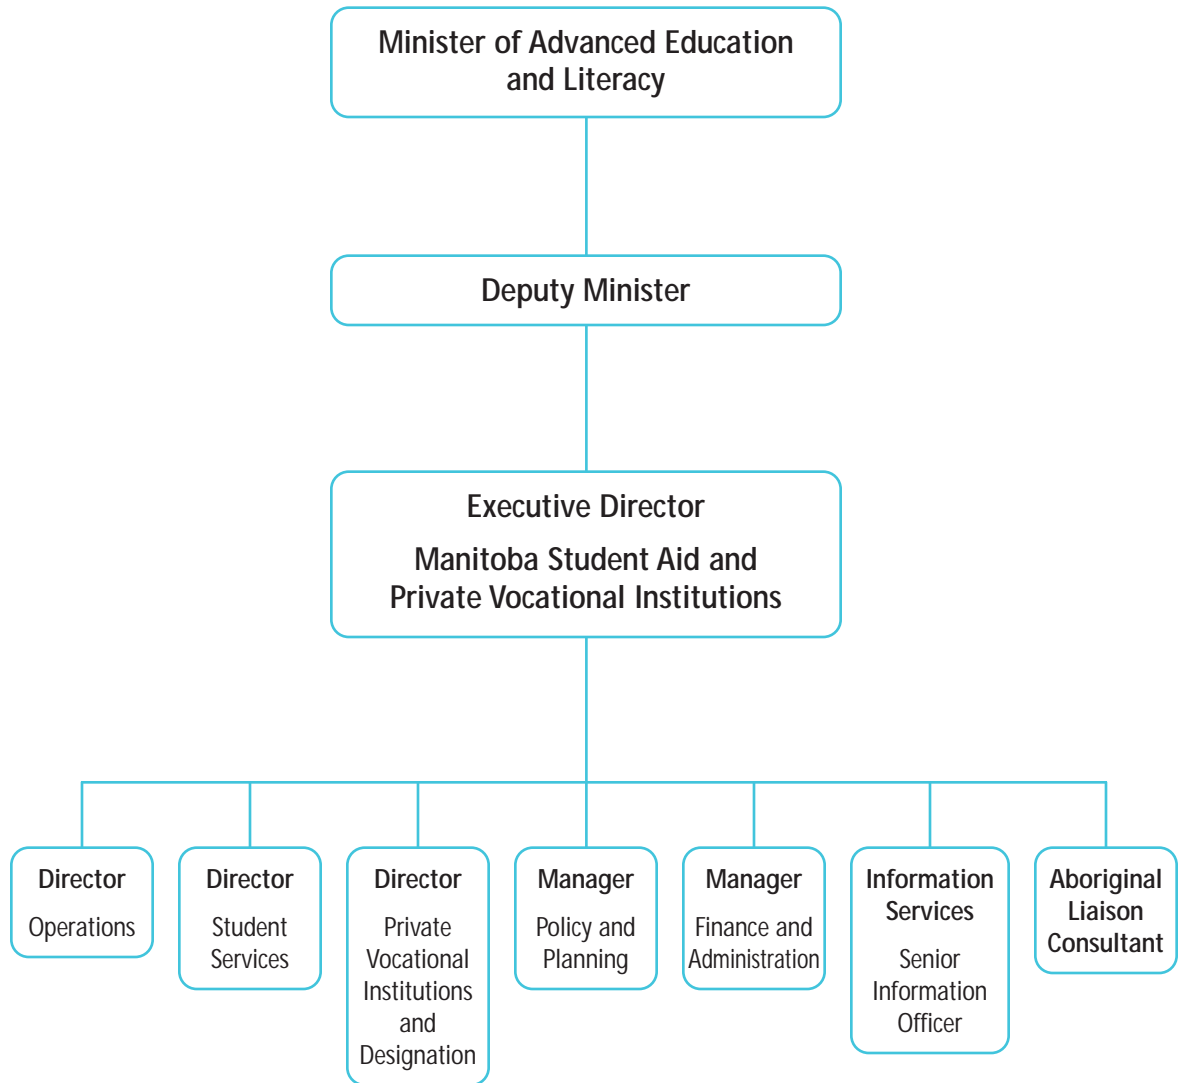 Minister of Advanced Education
and Literacy
Deputy Minister
Executive Director
Manitoba Student Aid and
Private Vocational Institutions
Director
Operations
Director
Student
Services
Director
Private
Vocational
Institutions
and
Designation
Manager
Policy and
Planning
Manager
Finance and
Administration
Information
Services
Senior
Information
Officer
Aboriginal
Liaison
Consultant